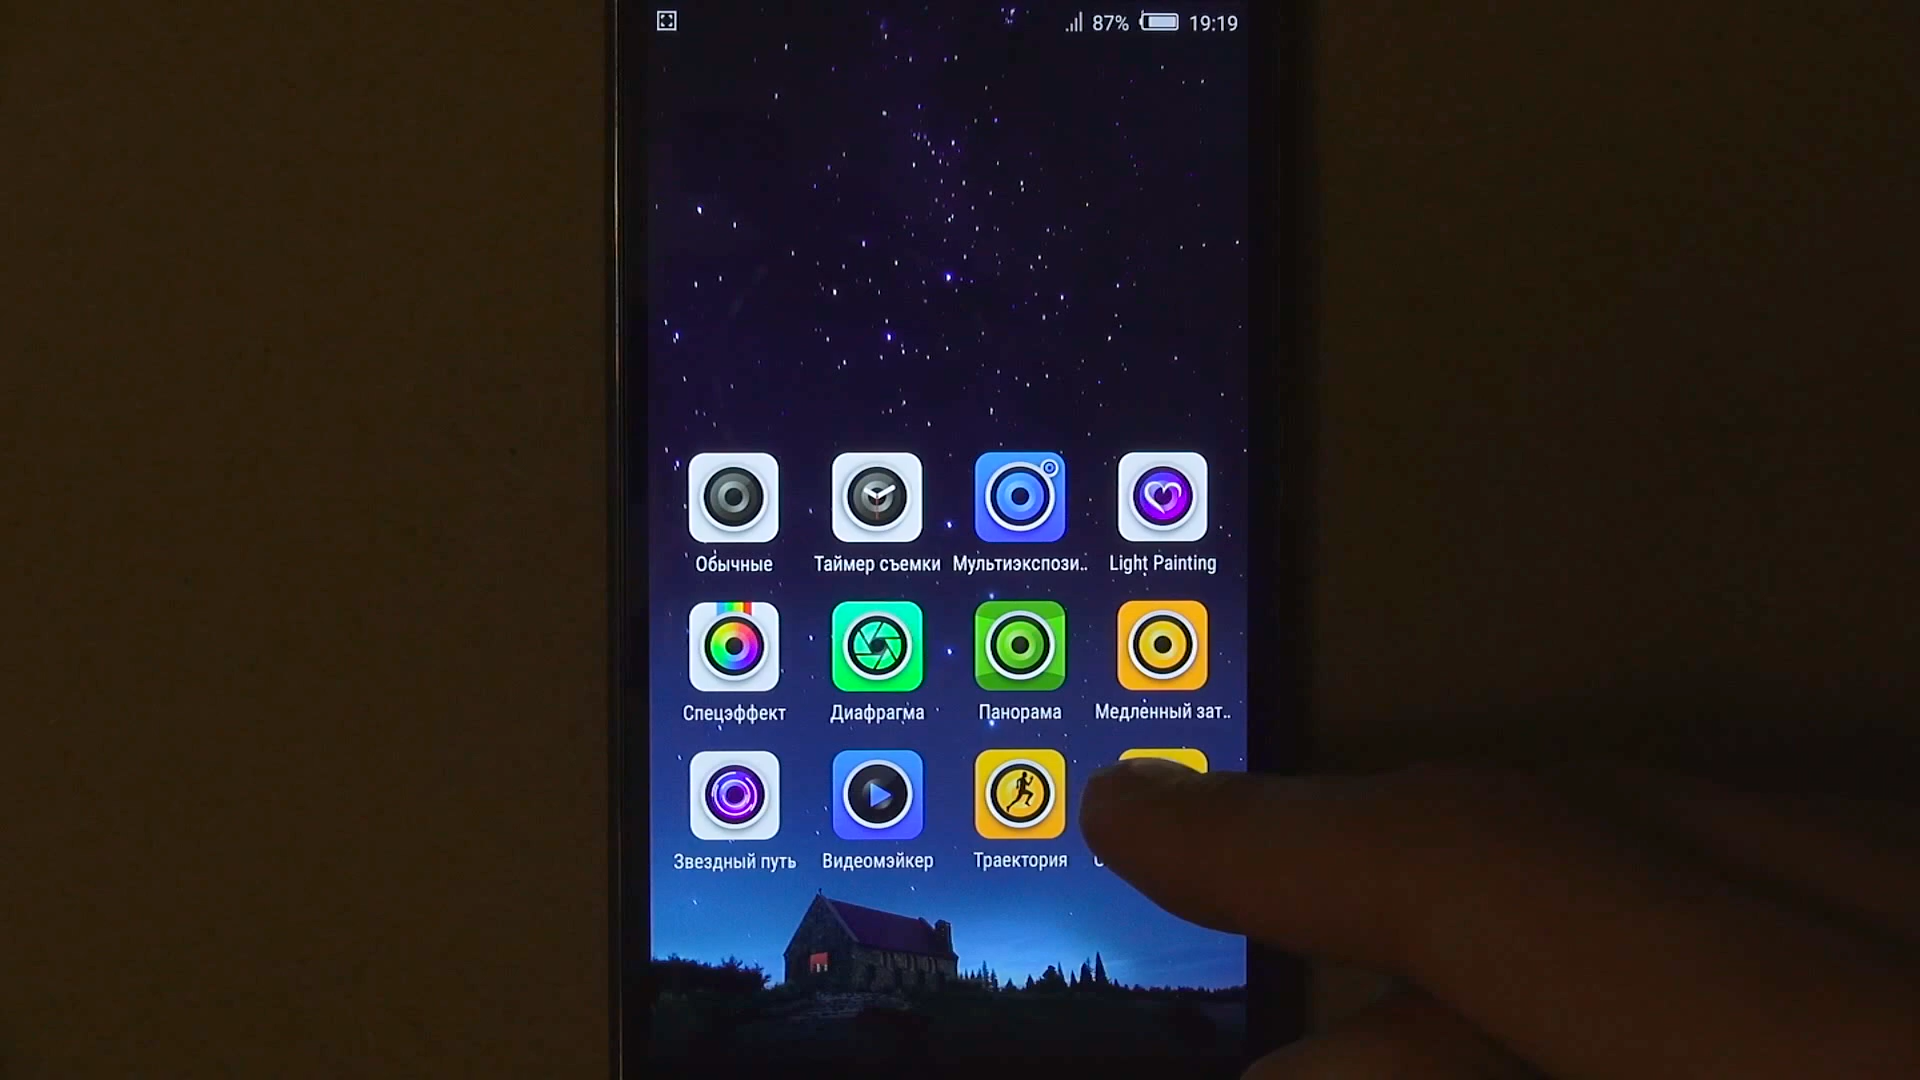 87% 19:19
Обычные Таймер съемки Мультиэкспози.. Light Painting
Спецэффект Диафрагма Панорама Медленный зат..
Звездный путь Видеомэйкер Траектория